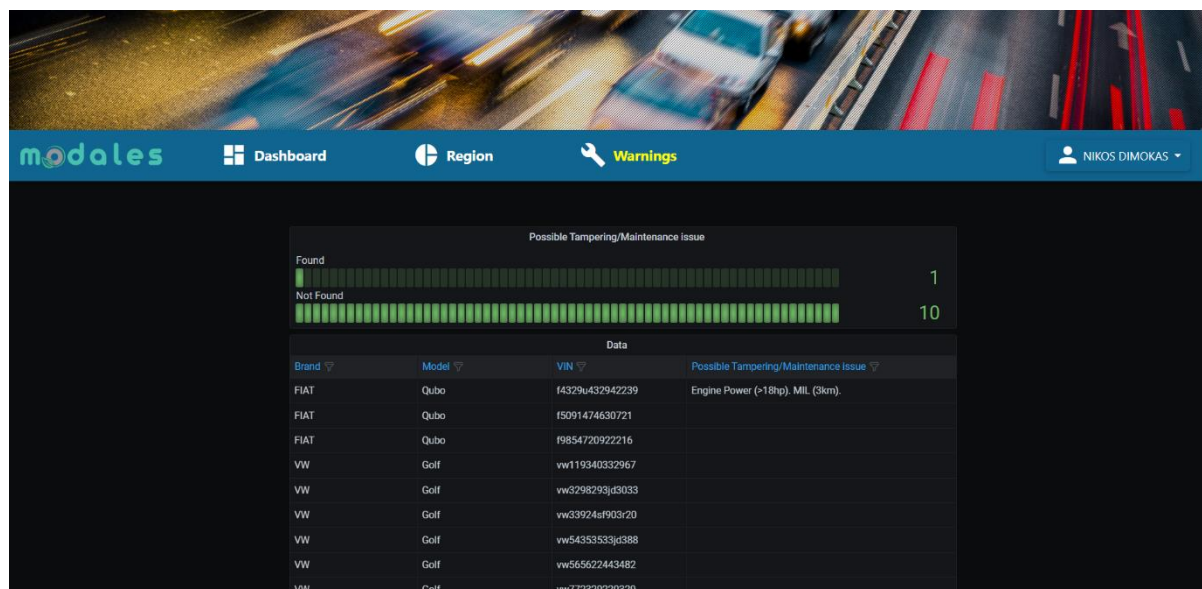 modales Dashboard Region Warnings NIKOS DIMOKAS
Possible Tampering/Maintenance issue
Found
1
Not Found
10
Data
Brand Model VIN Possible Tampering/Maintenance issue
FIAT Qubo f4329u432942239 Engine Power (>18hp). MIL (3km).
FIAT Qubo f5091474630721
FIAT Qubo f9854720922216
VW Golf vw119340332967
VW Golf vw3298293jd3033
VW Golf vw33924sf903r20
VW Golf vw54353533jd388
VW Golf vw565622443482
VW Golf